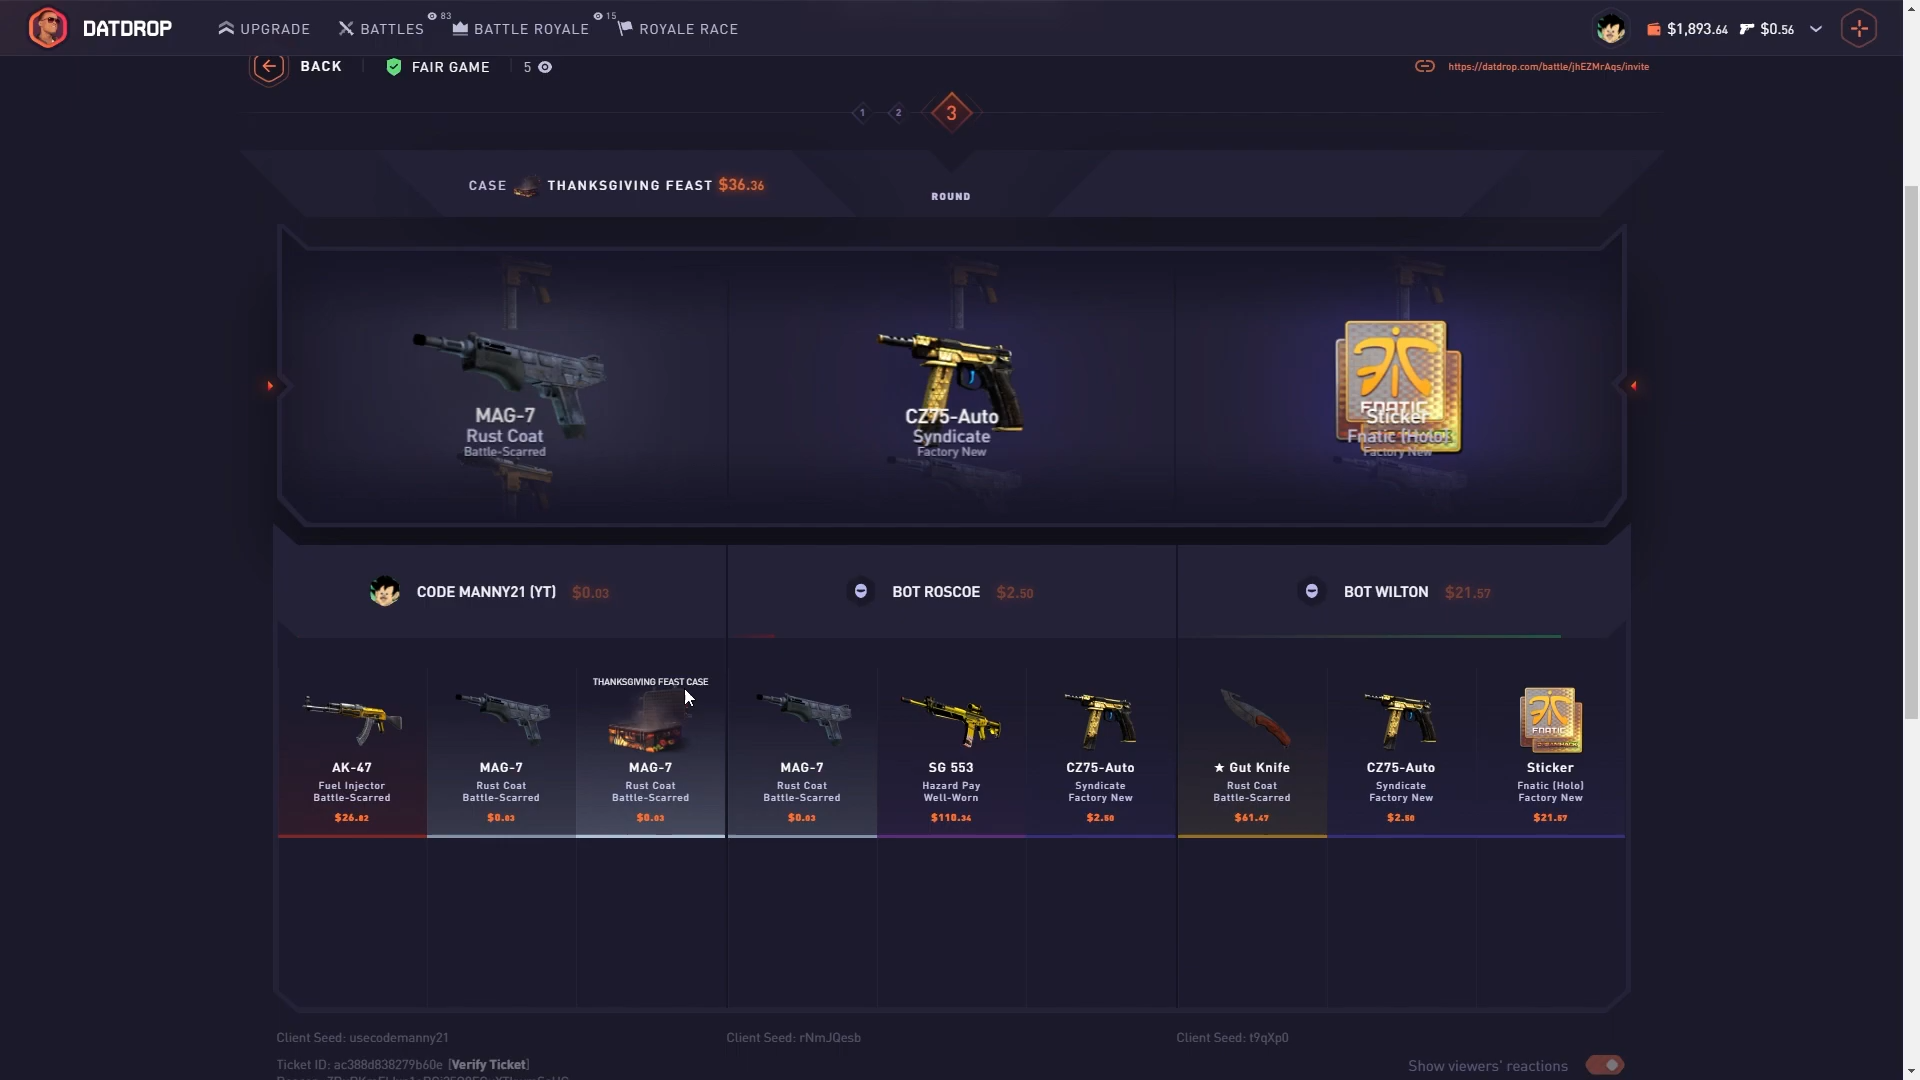 DATDROP
UPGRADE
BATTLES
83
BATTLE ROYALE
15
ROYALE RACE
$1,893.64
$0.56
BACK
FAIR GAME
5
https://datdrop.com/battle/jhEZMrAqs/invite
1
2
3
CASE THANKSGIVING FEAST $36.36
ROUND
MAG-7
Rust Coat
Battle-Scarred
CZ75-Auto
Syndicate
Factory New
FNATIC
Sticker
Fnatic (Holo)
Factory New
CODE MANNY21 (YT) $0.03
BOT ROSCOE $2.50
BOT WILTON $21.57
THANKSGIVING FEAST CASE
AK-47
Fuel Injector
Battle-Scarred
$26.82
MAG-7
Rust Coat
Battle-Scarred
$0.03
MAG-7
Rust Coat
Battle-Scarred
$0.03
MAG-7
Rust Coat
Battle-Scarred
$0.03
SG 553
Hazard Pay
Well-Worn
$110.34
CZ75-Auto
Syndicate
Factory New
$2.50
★ Gut Knife
Rust Coat
Battle-Scarred
$61.47
CZ75-Auto
Syndicate
Factory New
$2.50
FNATIC
Sticker
Fnatic (Holo)
Factory New
$21.57
Client Seed: usecodemanny21
Client Seed: rNmJQesb
Client Seed: t9qXp0
Ticket ID: ac388d838279b60e [Verify Ticket]
Show viewers' reactions